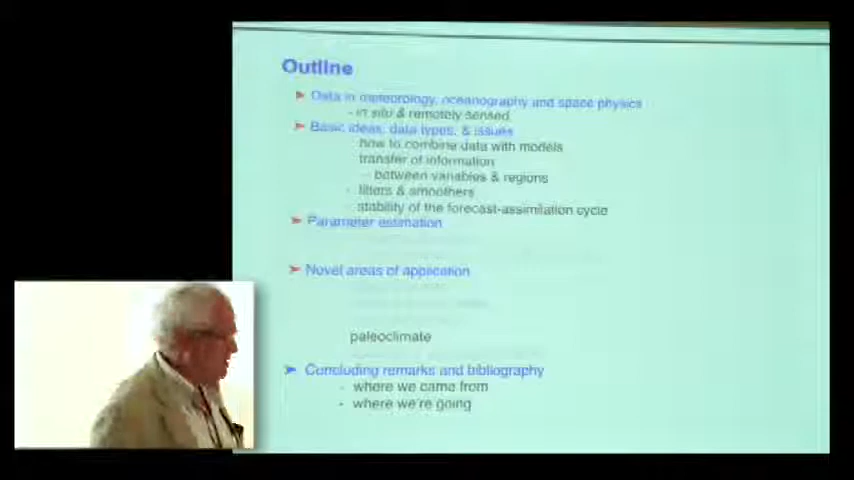 Outline
➤ Data in meteorology, oceanography and space physics
- in situ & remotely sensed
➤ Basic ideas, data types, & issues
how to combine data with models
transfer of information
- between variables & regions
- filters & smoothers
stability of the forecast-assimilation cycle
➤ Parameter estimation
➤ Novel areas of application
paleoclimate
➤ Concluding remarks and bibliography
- where we came from
- where we're going